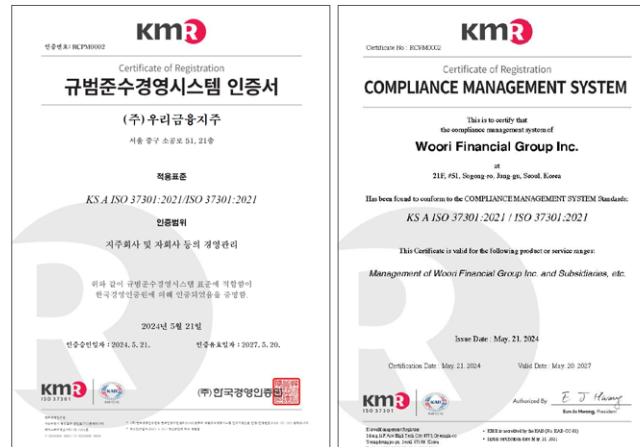 KMR
인증번호: RCPM0002
Certificate of Registration
규범준수경영시스템 인증서
(주)우리금융지주
서울 중구 소공로 51, 21층
적용표준
KS A ISO 37301:2021/ISO 37301:2021
인증범위
지주회사 및 자회사 등의 경영관리
위와 같이 규범준수경영시스템 표준에 적합함이
한국경영인증원에 의해 인증되었음을 증명함.
2024년 5월 21일
인증승인일자 : 2024. 5. 21.
인증유효일자 : 2027. 5. 20.
KMR
ISO 37301
KAB
(주)한국경영인증원
KMR
Certificate No : RCPM0002
Certificate of Registration
COMPLIANCE MANAGEMENT SYSTEM
This is to certify that
the compliance management system of
Woori Financial Group Inc.
at
21F, #51, Sogong-ro, Jung-gu, Seoul, Korea
Has been found to conform to the COMPLIANCE MANAGEMENT SYSTEM Standards:
KS A ISO 37301:2021 / ISO 37301:2021
This Certificate is valid for the following product or service ranges:
Management of Woori Financial Group Inc. and Subsidiaries, etc.
Issue Date : May. 21. 2024
Certification Date : May. 21. 2024
Valid Date : May. 20. 2027
KMR
ISO 37301
KAB
Authorized By
E J Hwang